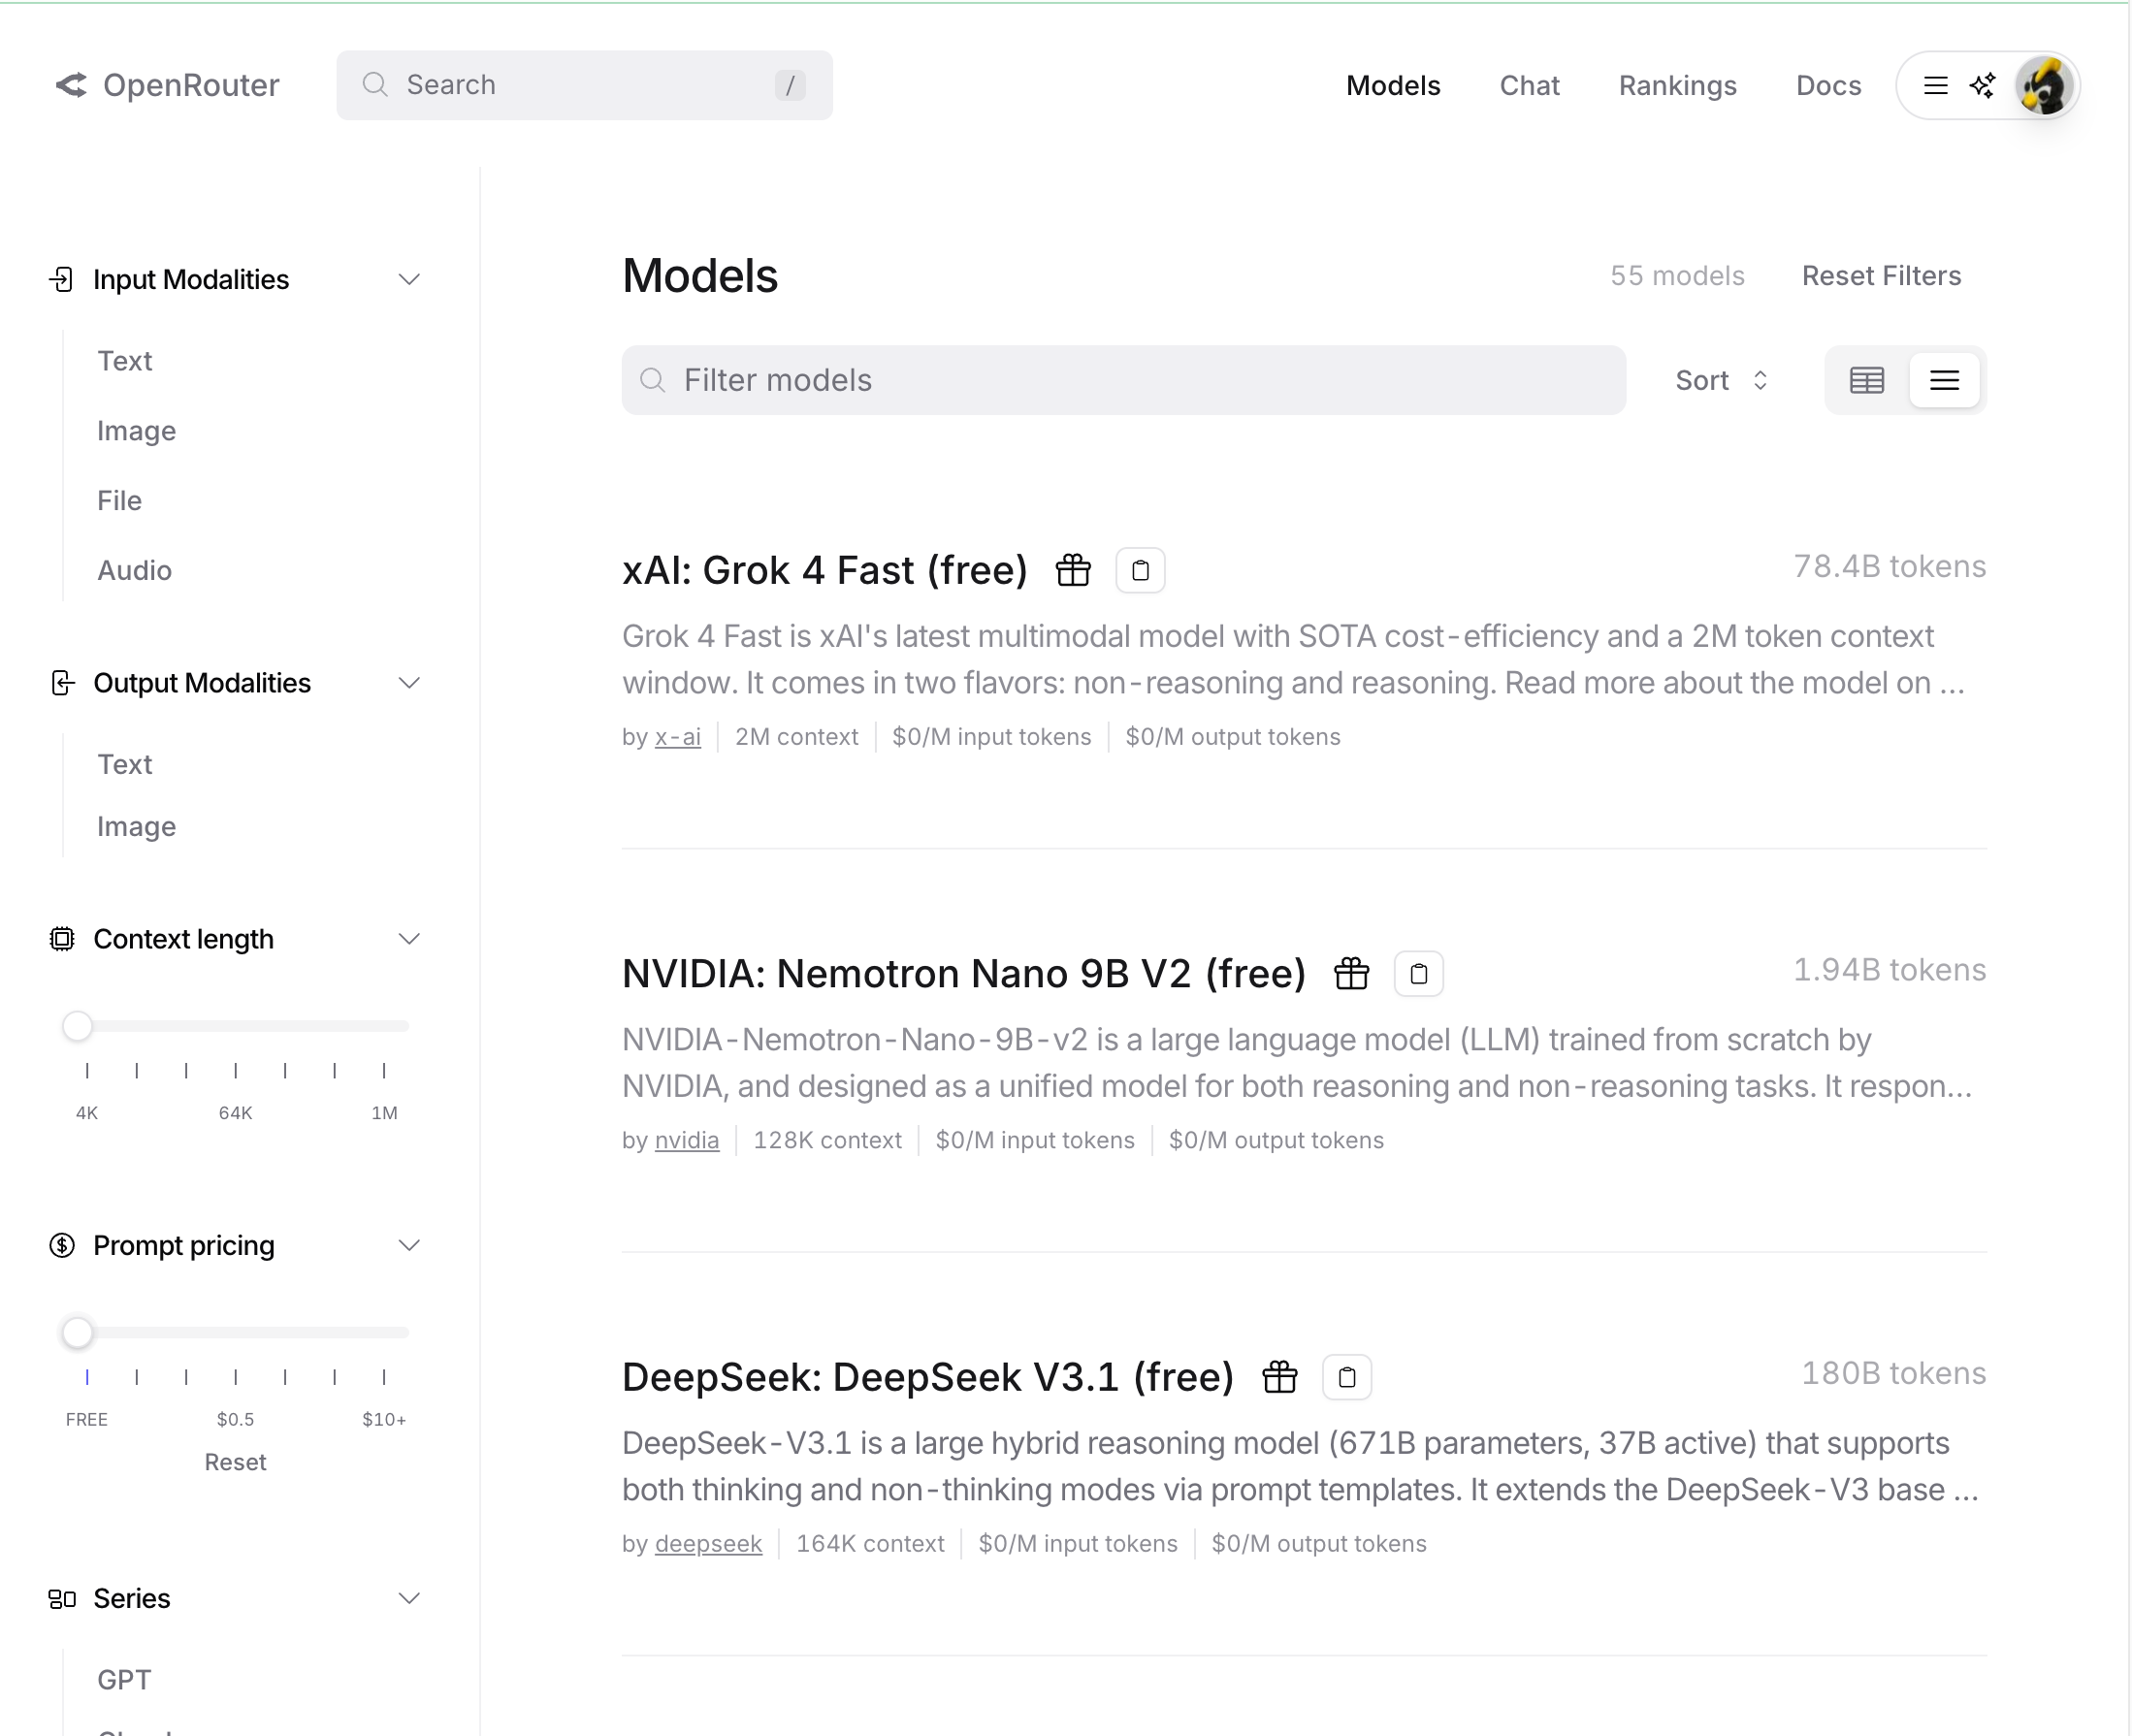 OpenRouter
Search
/
Models
Chat
Rankings
Docs
Input Modalities
Text
Image
File
Audio
Output Modalities
Text
Image
Context length
4K 64K 1M
Prompt pricing
FREE $0.5 $10+
Reset
Series
GPT
Models
55 models
Reset Filters
Filter models
Sort
xAI: Grok 4 Fast (free)
78.4B tokens
Grok 4 Fast is xAI's latest multimodal model with SOTA cost-efficiency and a 2M token context
window. It comes in two flavors: non-reasoning and reasoning. Read more about the model on ...
by x-ai 2M context $0/M input tokens $0/M output tokens
NVIDIA: Nemotron Nano 9B V2 (free)
1.94B tokens
NVIDIA-Nemotron-Nano-9B-v2 is a large language model (LLM) trained from scratch by
NVIDIA, and designed as a unified model for both reasoning and non-reasoning tasks. It respon...
by nvidia 128K context $0/M input tokens $0/M output tokens
DeepSeek: DeepSeek V3.1 (free)
180B tokens
DeepSeek-V3.1 is a large hybrid reasoning model (671B parameters, 37B active) that supports
both thinking and non-thinking modes via prompt templates. It extends the DeepSeek-V3 base ...
by deepseek 164K context $0/M input tokens $0/M output tokens